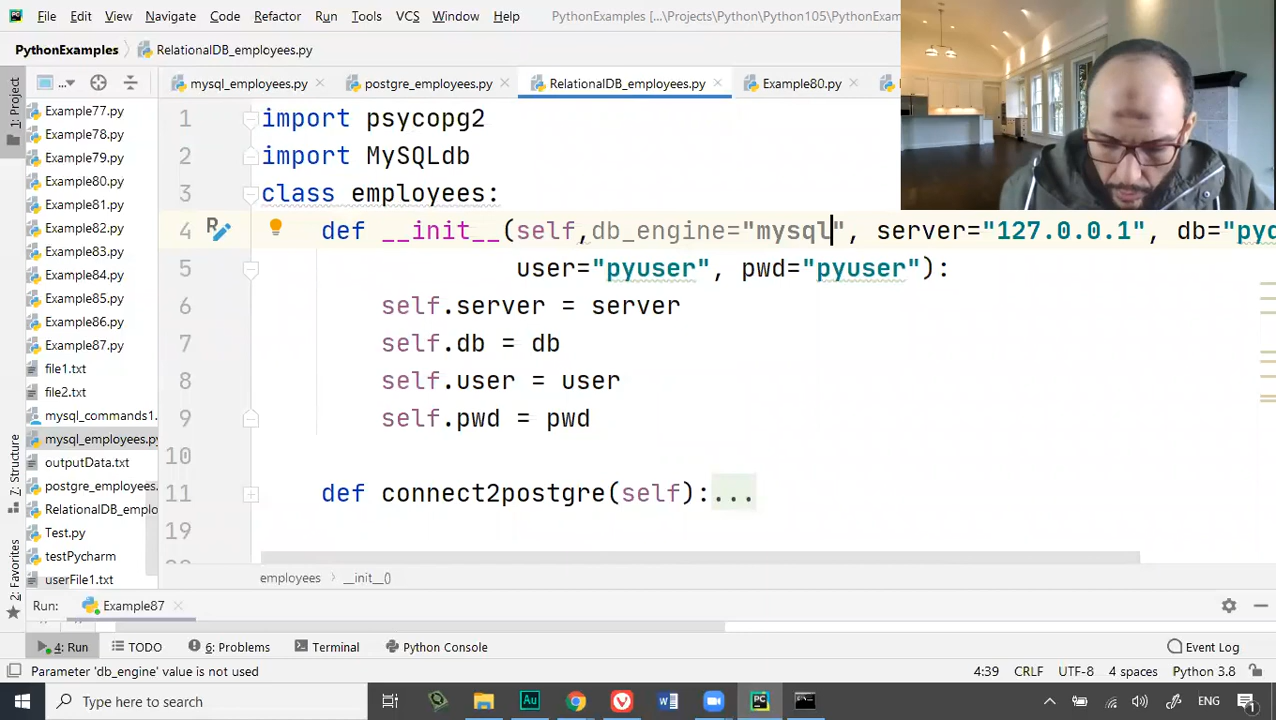 File Edit View Navigate Code Refactor Run Tools VCS Window Help PythonExamples [...\Projects\Python\Python105\PythonExamples
PythonExamples RelationalDB_employees.py
mysql_employees.py postgre_employees.py RelationalDB_employees.py Example80.py
1: Project
7: Structure
2: Favorites
Example77.py
Example78.py
Example79.py
Example80.py
Example81.py
Example82.py
Example83.py
Example84.py
Example85.py
Example86.py
Example87.py
file1.txt
file2.txt
mysql_commands1.
mysql_employees.py
outputData.txt
postgre_employees.
RelationalDB_emplo
Test.py
testPycharm
userFile1.txt
1 import psycopg2
2 import MySQLdb
3 class employees:
4 def __init__(self,db_engine="mysql", server="127.0.0.1", db="pyd
5 user="pyuser", pwd="pyuser"):
6 self.server = server
7 self.db = db
8 self.user = user
9 self.pwd = pwd
10
11 def connect2postgre(self):...
19
employees __init__()
Run: Example87
4: Run TODO 6: Problems Terminal Python Console Event Log
Parameter 'db_engine' value is not used 4:39 CRLF UTF-8 4 spaces Python 3.8
Type here to search ENG